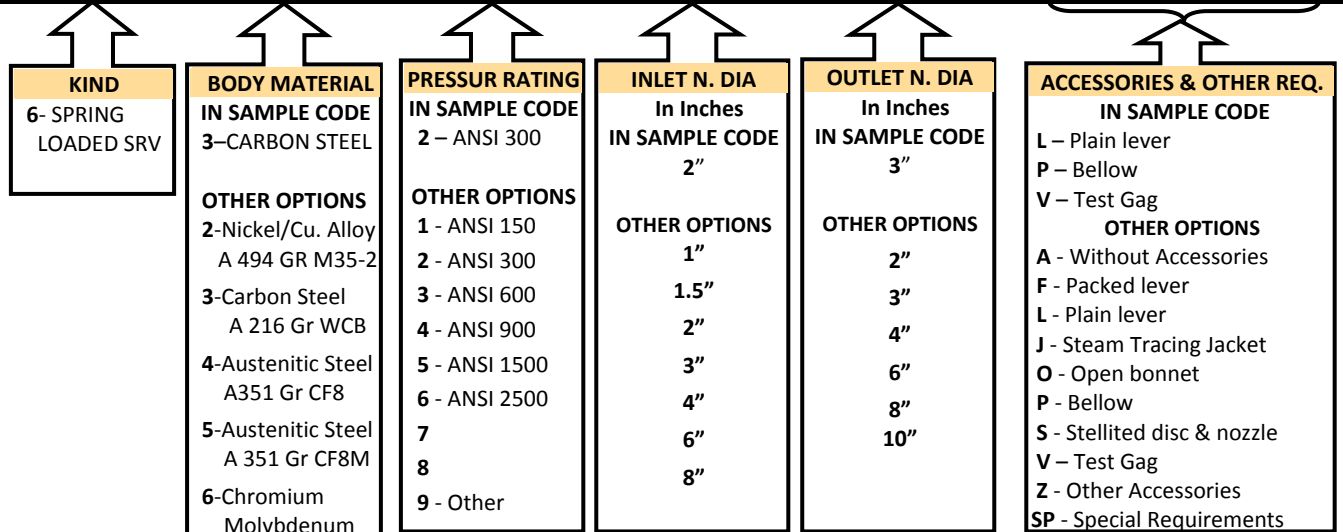 KIND
6- SPRING
LOADED SRV
BODY MATERIAL
IN SAMPLE CODE
3–CARBON STEEL
OTHER OPTIONS
2-Nickel/Cu. Alloy
A 494 GR M35-2
3-Carbon Steel
A 216 Gr WCB
4-Austenitic Steel
A351 Gr CF8
5-Austenitic Steel
A 351 Gr CF8M
6-Chromium
Molybdenum
PRESSUR RATING
IN SAMPLE CODE
2 – ANSI 300
OTHER OPTIONS
1 - ANSI 150
2 - ANSI 300
3 - ANSI 600
4 - ANSI 900
5 - ANSI 1500
6 - ANSI 2500
7
8
9 - Other
INLET N. DIA
In Inches
IN SAMPLE CODE
2”
OTHER OPTIONS
1”
1.5”
2”
3”
4”
6”
8”
OUTLET N. DIA
In Inches
IN SAMPLE CODE
3”
OTHER OPTIONS
2”
3”
4”
6”
8”
10”
ACCESSORIES & OTHER REQ.
IN SAMPLE CODE
L – Plain lever
P – Bellow
V – Test Gag
OTHER OPTIONS
A - Without Accessories
F - Packed lever
L - Plain lever
J - Steam Tracing Jacket
O - Open bonnet
P - Bellow
S - Stellited disc & nozzle
V – Test Gag
Z - Other Accessories
SP - Special Requirements